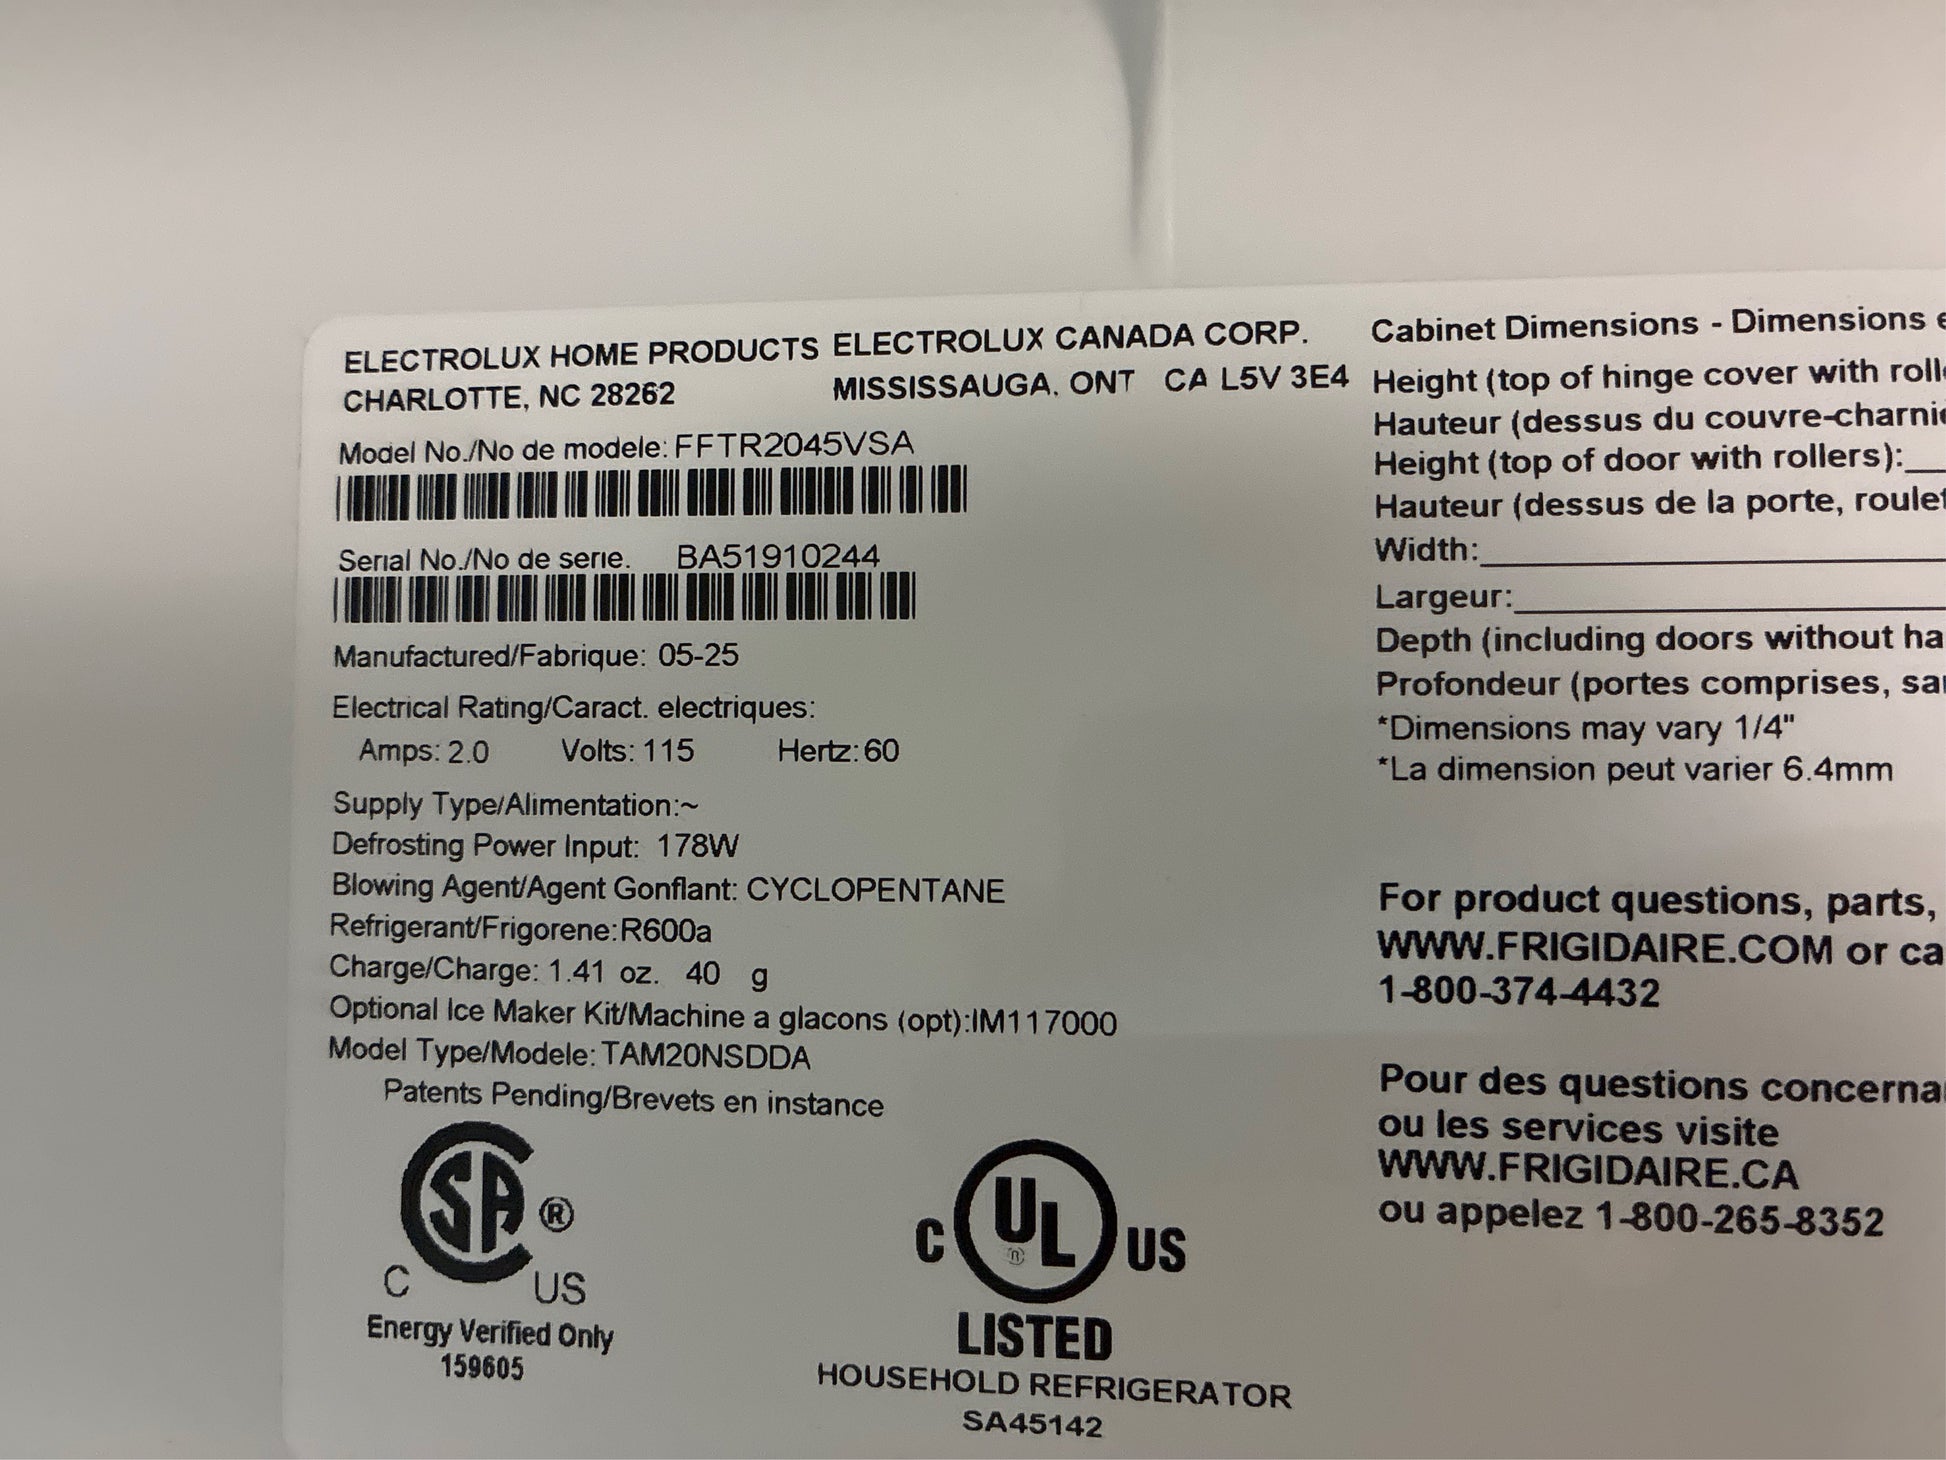 ELECTROLUX HOME PRODUCTS
CHARLOTTE, NC 28262
ELECTROLUX CANADA CORP.
MISSISSAUGA. ONT CA L5V 3E4
Model No./No de modele: FFTR2045VSA
Serial No./No de serie. BA51910244
Manufactured/Fabrique: 05-25
Electrical Rating/Caract. electriques:
Amps: 2.0 Volts: 115 Hertz: 60
Supply Type/Alimentation:~
Defrosting Power Input: 178W
Blowing Agent/Agent Gonflant: CYCLOPENTANE
Refrigerant/Frigorene: R600a
Charge/Charge: 1.41 oz. 40 g
Optional Ice Maker Kit/Machine a glacons (opt):IM117000
Model Type/Modele: TAM20NSDDA
Patents Pending/Brevets en instance
SA ®
C US
Energy Verified Only
159605
C UL ® US
LISTED
HOUSEHOLD REFRIGERATOR
SA45142
Cabinet Dimensions - Dimensions
Height (top of hinge cover with
Hauteur (dessus du
Height (top of door with rollers):
Hauteur (dessus de la porte,
Width:
Largeur:
Depth (including doors without
Profondeur (portes comprises,
*Dimensions may vary 1/4"
*La dimension peut varier 6.4mm
For product questions, parts,
WWW.FRIGIDAIRE.COM or
1-800-374-4432
Pour des questions
ou les services visite
WWW.FRIGIDAIRE.CA
ou appelez 1-800-265-8352